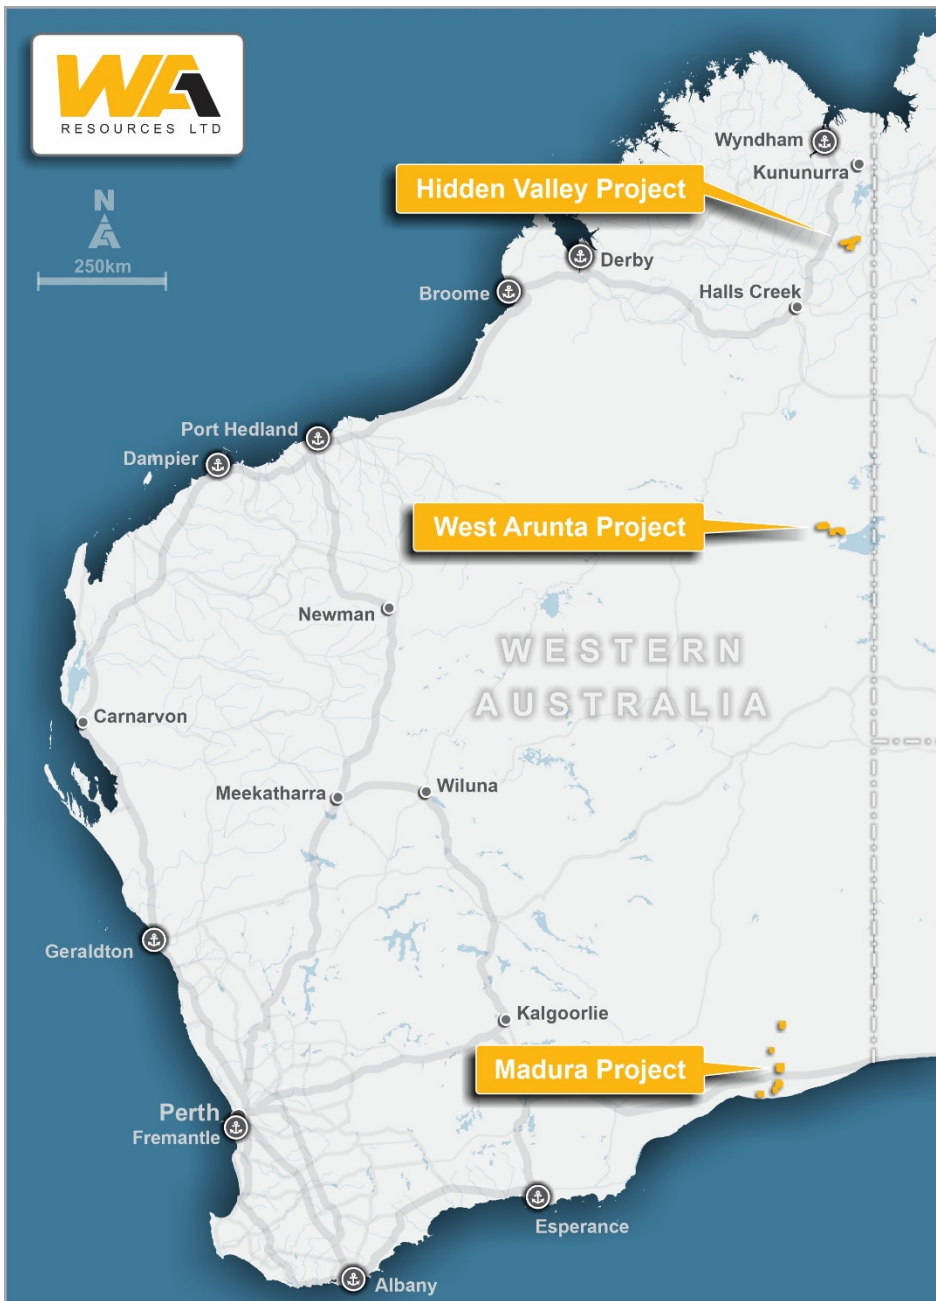 WA
RESOURCES LTD
N
250km
Wyndham
Kununurra
Hidden Valley Project
Derby
Broome
Halls Creek
Port Hedland
Dampier
West Arunta Project
Newman
WESTERN
AUSTRALIA
Carnarvon
Meekatharra
Wiluna
Geraldton
Kalgoorlie
Madura Project
Perth
Fremantle
Esperance
Albany